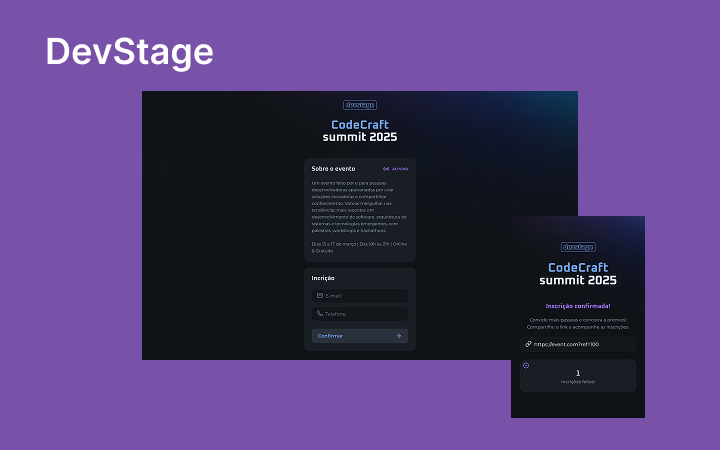 DevStage
devstage
CodeCraft
summit 2025
Sobre o evento
AO VIVO
Um evento feito por e para pessoas
desenvolvedoras apaixonadas por criar
soluções inovadoras e compartilhar
conhecimento. Vamos mergulhar nas
tendências mais recentes em
desenvolvimento de software, arquitetura de
sistemas e tecnologias emergentes, com
palestras, workshops e hackathons.
Dias 15 a 17 de março | Das 18h às 21h | Online
& Gratuito
Incrição
E-mail
Telefone
Confirmar
devstage
CodeCraft
summit 2025
Inscrição confirmada!
Convide mais pessoas e concorra a prêmios!
Compartilhe o link e acompanhe as inscrições:
https://event.com?ref=100
1
Inscrições feitas!